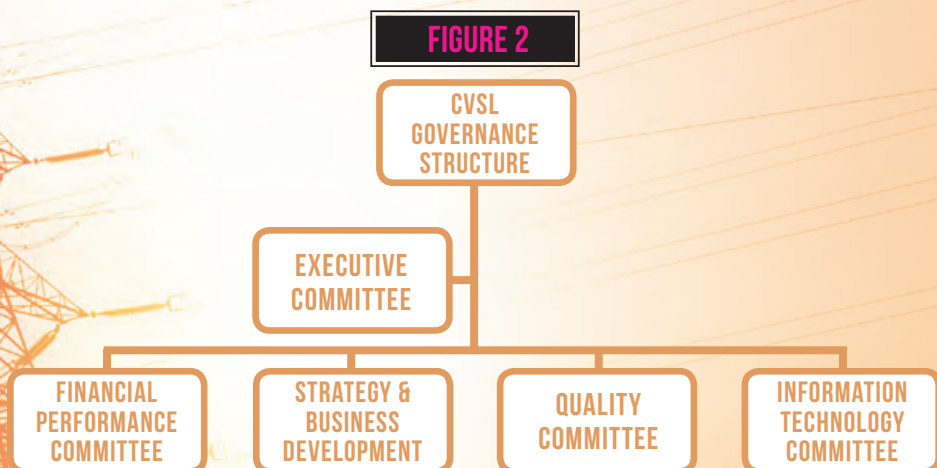 FIGURE 2
CVSL
GOVERNANCE
STRUCTURE
EXECUTIVE
COMMITTEE
FINANCIAL
PERFORMANCE
COMMITTEE
STRATEGY &
BUSINESS
DEVELOPMENT
QUALITY
COMMITTEE
INFORMATION
TECHNOLOGY
COMMITTEE